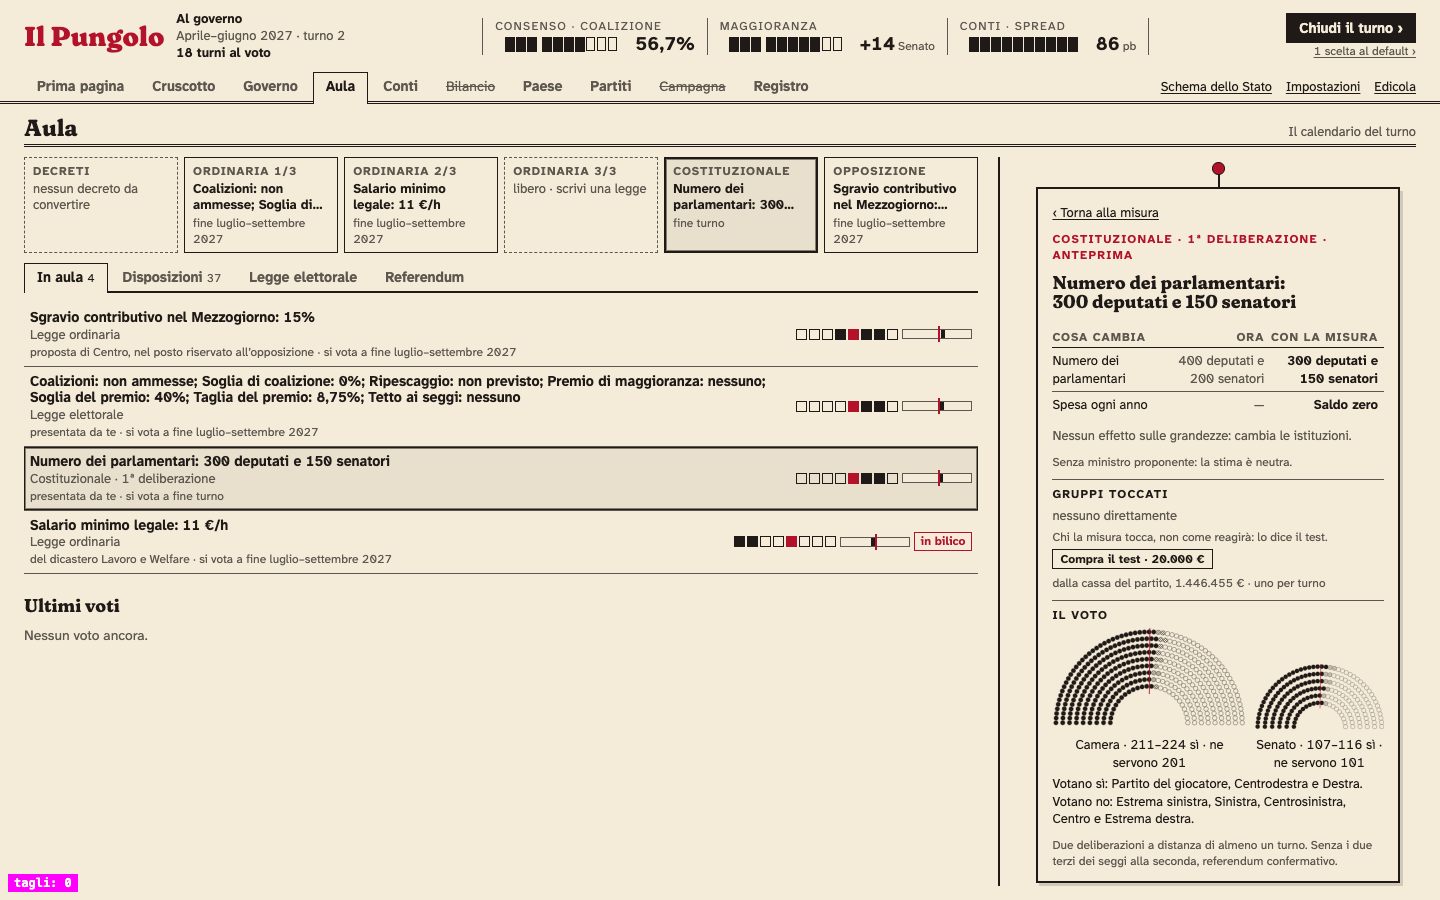 Il Pungolo
Al governo
Aprile–giugno 2027 · turno 2
18 turni al voto
CONSENSO · COALIZIONE
56,7%
MAGGIORANZA
+14 Senato
CONTI · SPREAD
86 pb
Chiudi il turno ›
1 scelta al default ›
Prima pagina
Cruscotto
Governo
Aula
Conti
Bilancio
Paese
Partiti
Campagna
Registro
Schema dello Stato
Impostazioni
Edicola
Aula
Il calendario del turno
DECRETI
nessun decreto da
convertire
ORDINARIA 1/3
Coalizioni: non
ammesse; Soglia di...
fine luglio–settembre
2027
ORDINARIA 2/3
Salario minimo
legale: 11 €/h
fine luglio–settembre
2027
ORDINARIA 3/3
libero · scrivi una legge
COSTITUZIONALE
Numero dei
parlamentari: 300...
fine turno
OPPOSIZIONE
Sgravio contributivo
nel Mezzogiorno:...
fine luglio–settembre
2027
In aula 4
Disposizioni 37
Legge elettorale
Referendum
Sgravio contributivo nel Mezzogiorno: 15%
Legge ordinaria
proposta di Centro, nel posto riservato all'opposizione · si vota a fine luglio–settembre 2027
Coalizioni: non ammesse; Soglia di coalizione: 0%; Ripescaggio: non previsto; Premio di maggioranza: nessuno;
Soglia del premio: 40%; Taglia del premio: 8,75%; Tetto ai seggi: nessuno
Legge elettorale
presentata da te · si vota a fine luglio–settembre 2027
Numero dei parlamentari: 300 deputati e 150 senatori
Costituzionale · 1ª deliberazione
presentata da te · si vota a fine turno
Salario minimo legale: 11 €/h
Legge ordinaria
del dicastero Lavoro e Welfare · si vota a fine luglio–settembre 2027
in bilico
Ultimi voti
Nessun voto ancora.
‹ Torna alla misura
COSTITUZIONALE · 1ª DELIBERAZIONE ·
ANTEPRIMA
Numero dei parlamentari:
300 deputati e 150 senatori
COSA CAMBIA ORA CON LA MISURA
Numero dei 400 deputati e 300 deputati e
parlamentari 200 senatori 150 senatori
Spesa ogni anno — Saldo zero
Nessun effetto sulle grandezze: cambia le istituzioni.
Senza ministro proponente: la stima è neutra.
GRUPPI TOCCATI
nessuno direttamente
Chi la misura tocca, non come reagirà: lo dice il test.
Compra il test · 20.000 €
dalla cassa del partito, 1.446.455 € · uno per turno
IL VOTO
Camera · 211–224 sì · ne
servono 201
Senato · 107–116 sì ·
ne servono 101
Votano sì: Partito del giocatore, Centrodestra e Destra.
Votano no: Estrema sinistra, Sinistra, Centrosinistra,
Centro e Estrema destra.
Due deliberazioni a distanza di almeno un turno. Senza i due
terzi dei seggi alla seconda, referendum confermativo.
tagli: 0